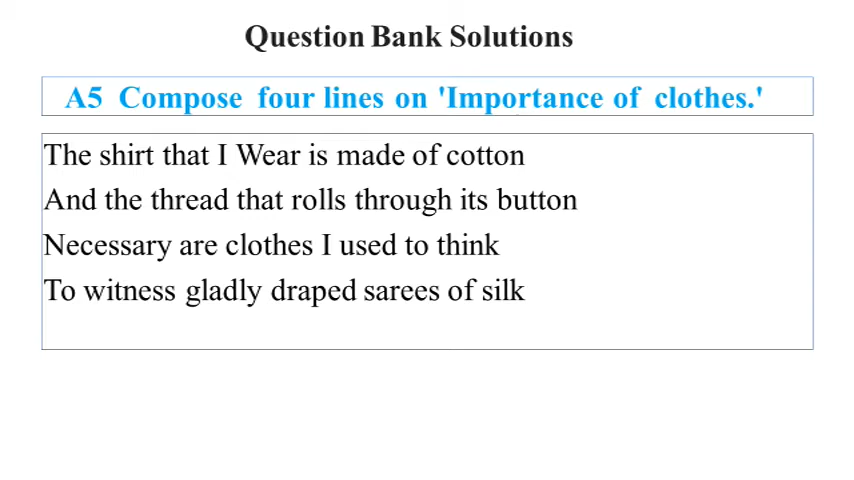 Question Bank Solutions
A5 Compose four lines on 'Importance of clothes.'
The shirt that I Wear is made of cotton
And the thread that rolls through its button
Necessary are clothes I used to think
To witness gladly draped sarees of silk